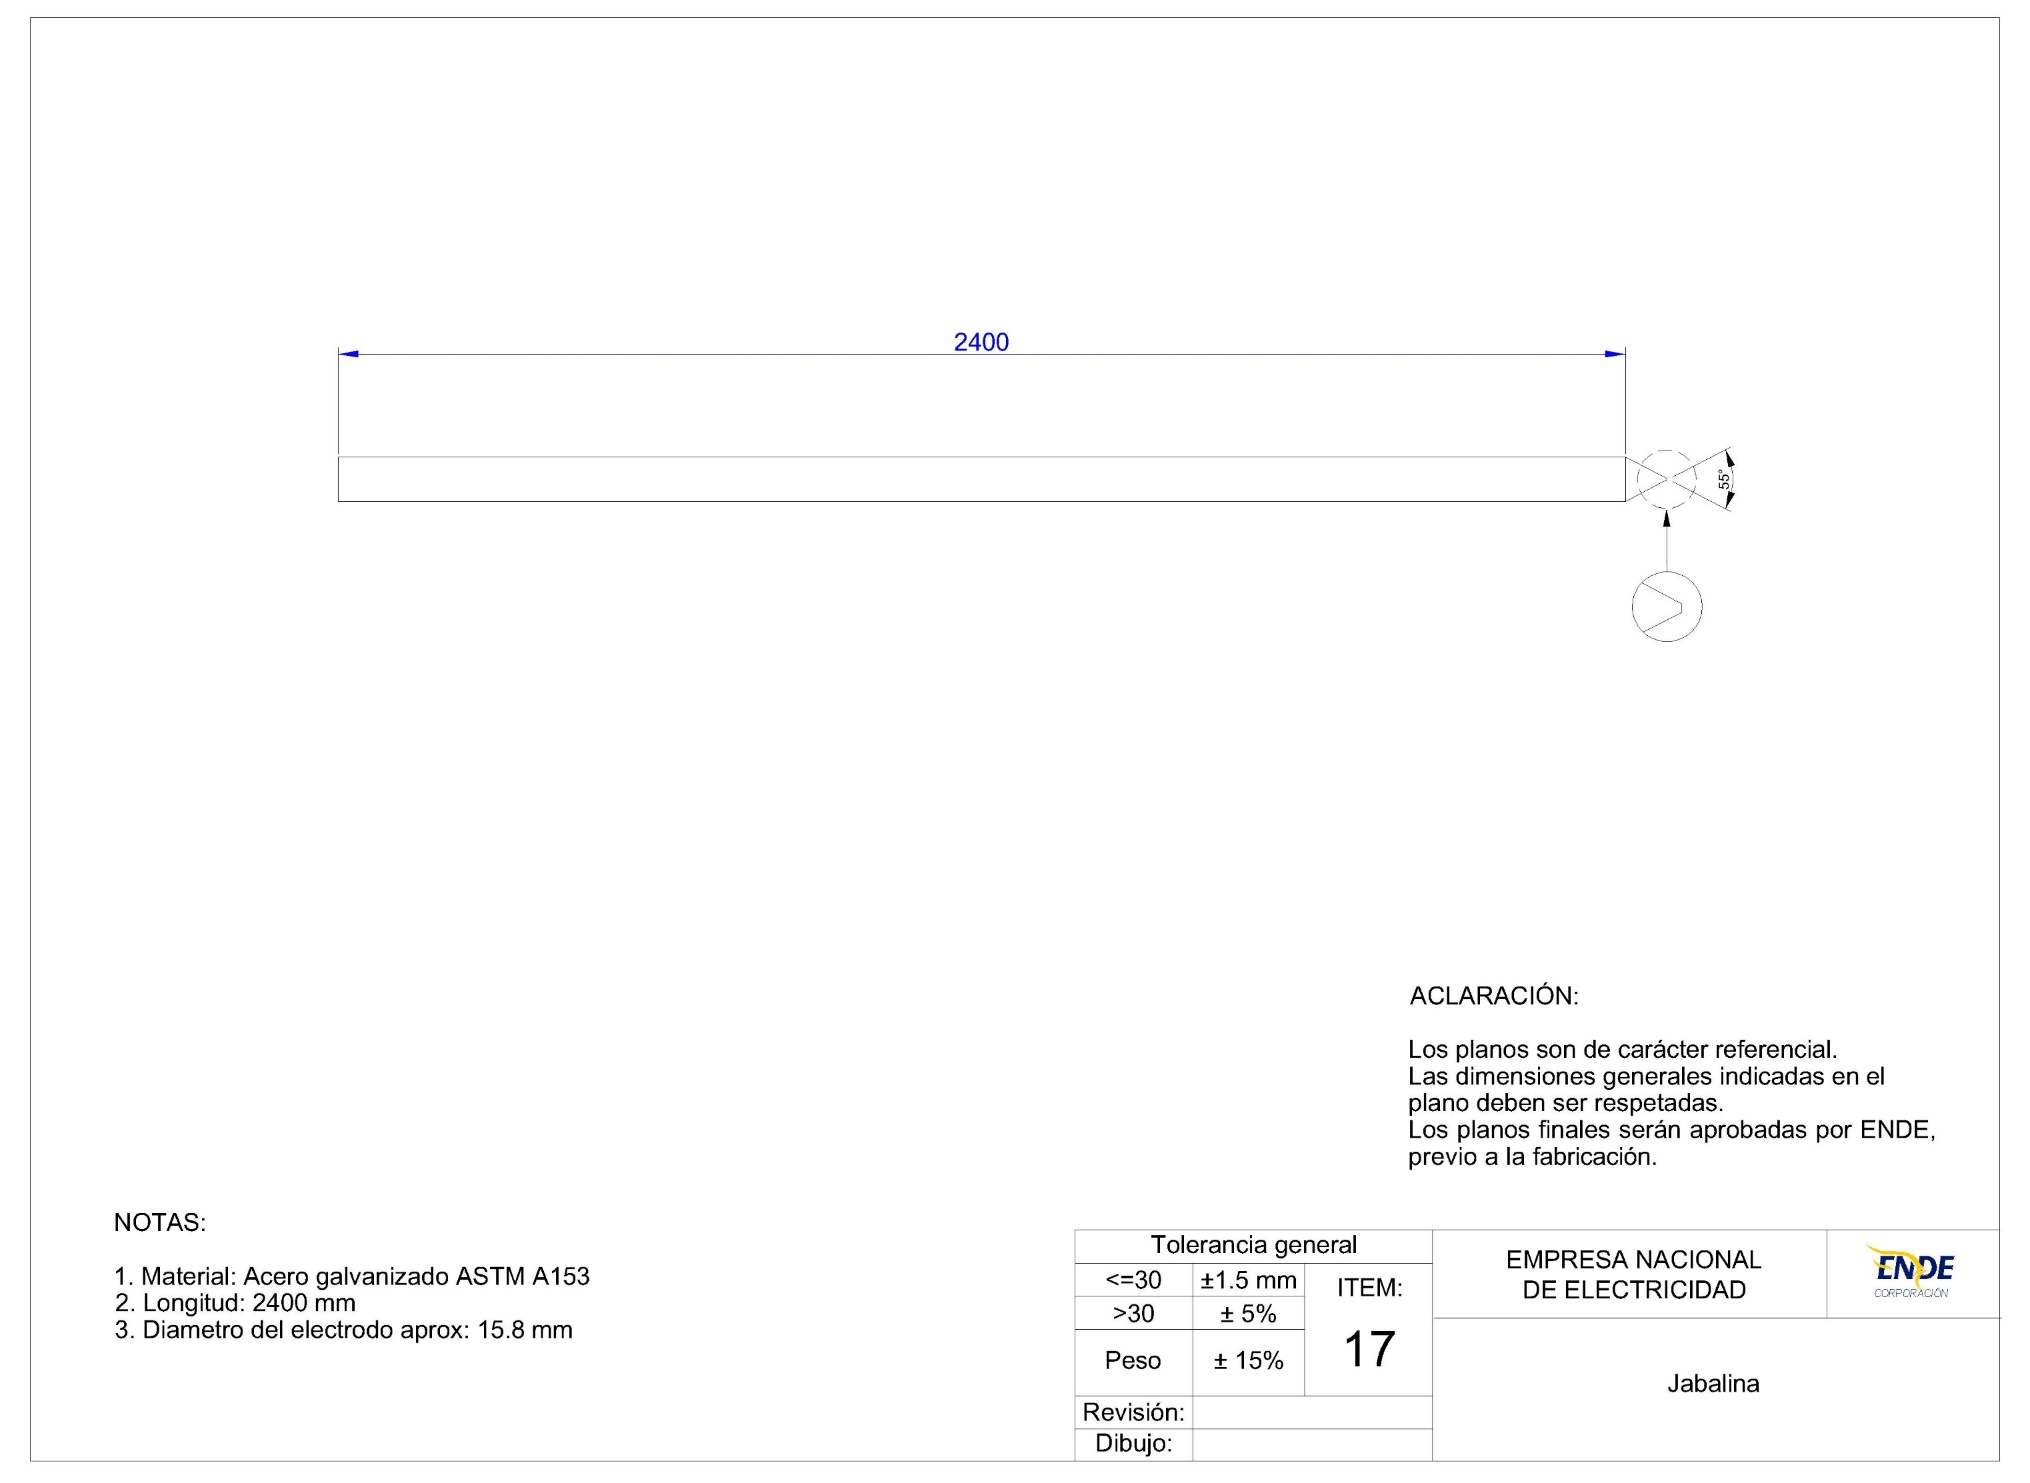 2400
55°
ACLARACIÓN:
Los planos son de carácter referencial.
Las dimensiones generales indicadas en el
plano deben ser respetadas.
Los planos finales serán aprobadas por ENDE,
previo a la fabricación.
NOTAS:
1. Material: Acero galvanizado ASTM A153
2. Longitud: 2400 mm
3. Diametro del electrodo aprox: 15.8 mm
Tolerancia general
<=30 ±1.5 mm
>30 ± 5%
Peso ± 15%
ITEM:
17
Revisión:
Dibujo:
EMPRESA NACIONAL
DE ELECTRICIDAD
ENDE
CORPORACIÓN
Jabalina